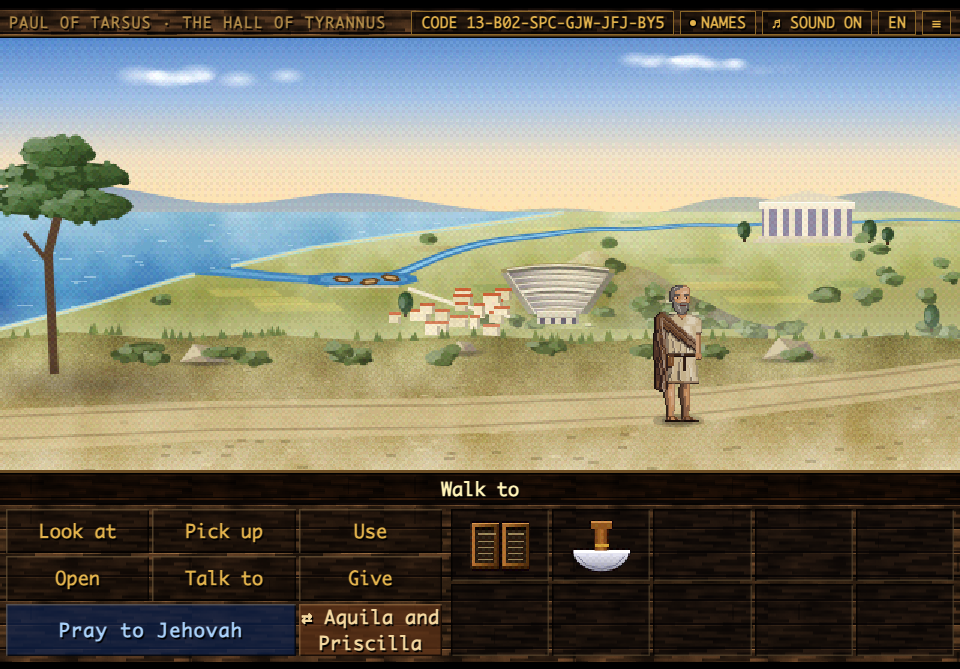 PAUL OF TARSUS · THE HALL OF TYRANNUS
CODE 13-B02-SPC-GJW-JFJ-BY5
• NAMES
♬ SOUND ON
EN
≡
Walk to
Look at
Pick up
Use
Open
Talk to
Give
Pray to Jehovah
⇄ Aquila and
Priscilla